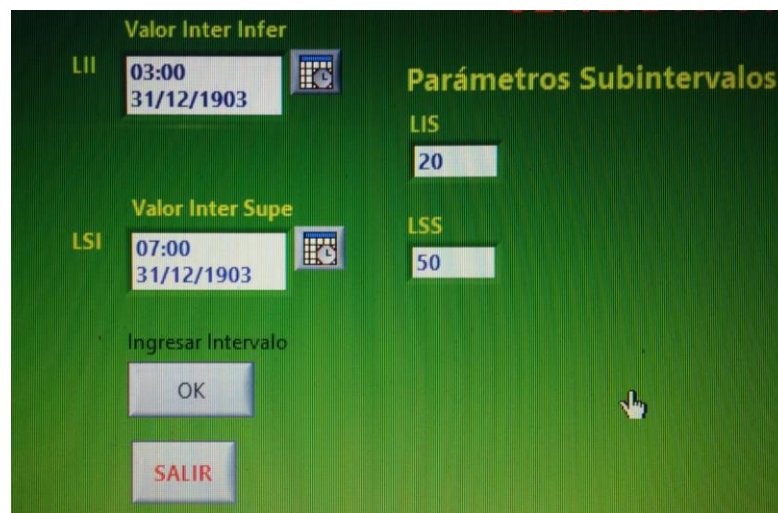 Valor Inter Infer
LII
03:00
31/12/1903
Parámetros Subintervalos
LIS
20
Valor Inter Supe
LSI
07:00
31/12/1903
LSS
50
Ingresar Intervalo
OK
SALIR